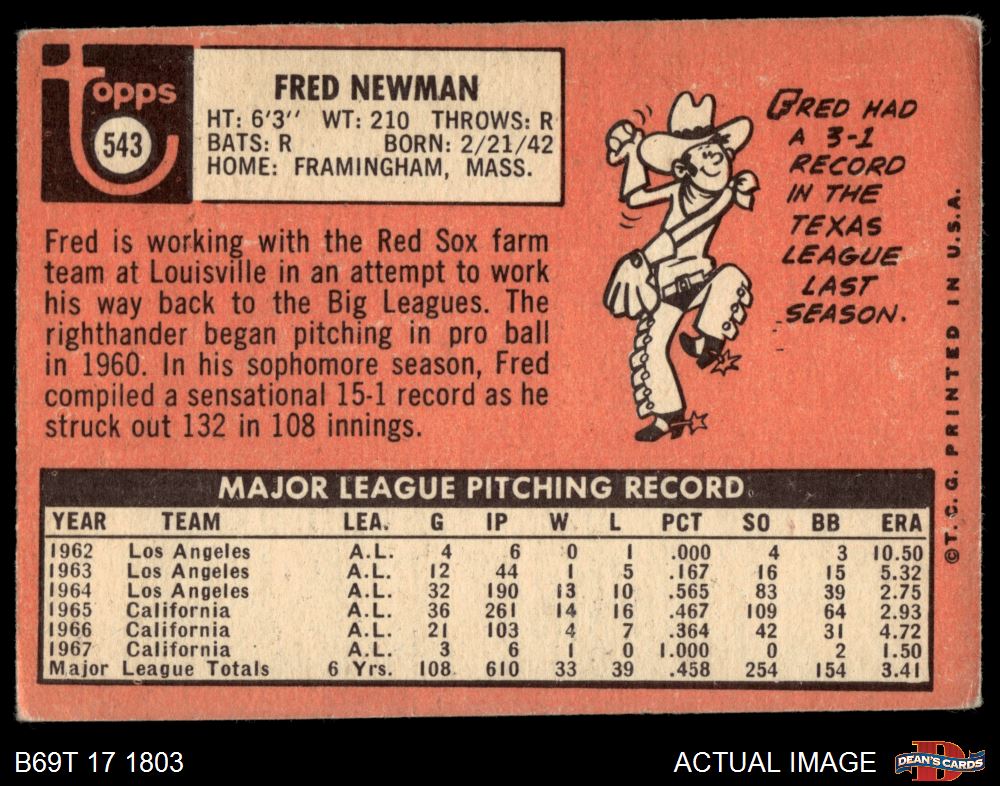 Topps
543
FRED NEWMAN
HT: 6'3" WT: 210 THROWS: R
BATS: R BORN: 2/21/42
HOME: FRAMINGHAM, MASS.
Fred is working with the Red Sox farm
team at Louisville in an attempt to work
his way back to the Big Leagues. The
righthander began pitching in pro ball
in 1960. In his sophomore season, Fred
compiled a sensational 15-1 record as he
struck out 132 in 108 innings.
FRED HAD
A 3-1
RECORD
IN THE
TEXAS
LEAGUE
LAST
SEASON.
©T.C.G. PRINTED IN U.S.A.
MAJOR LEAGUE PITCHING RECORD
YEAR TEAM LEA. G IP W L PCT SO BB ERA
1962 Los Angeles A.L. 4 6 0 1 .000 4 3 10.50
1963 Los Angeles A.L. 12 44 1 5 .167 16 15 5.32
1964 Los Angeles A.L. 32 190 13 10 .565 83 39 2.75
1965 California A.L. 36 261 14 16 .467 109 64 2.93
1966 California A.L. 21 103 4 7 .364 42 31 4.72
1967 California A.L. 3 6 1 0 1.000 0 2 1.50
Major League Totals 6 Yrs. 108 610 33 39 .458 254 154 3.41
B69T 17 1803
ACTUAL IMAGE
D
DEAN'S CARDS